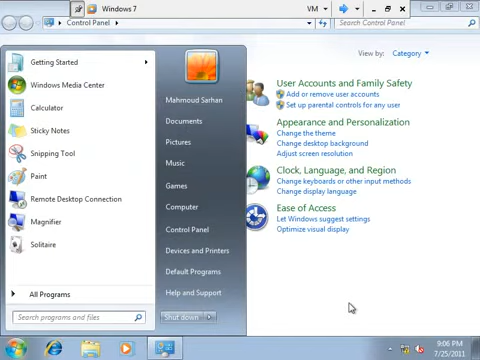 Windows 7
VM
Control Panel
Search Control Panel
View by: Category
Getting Started
Windows Media Center
Calculator
Sticky Notes
Snipping Tool
Paint
Remote Desktop Connection
Magnifier
Solitaire
All Programs
Search programs and files
Mahmoud Sarhan
Documents
Pictures
Music
Games
Computer
Control Panel
Devices and Printers
Default Programs
Help and Support
Shut down
User Accounts and Family Safety
Add or remove user accounts
Set up parental controls for any user
Appearance and Personalization
Change the theme
Change desktop background
Adjust screen resolution
Clock, Language, and Region
Change keyboards or other input methods
Change display language
Ease of Access
Let Windows suggest settings
Optimize visual display
9:06 PM
7/25/2011